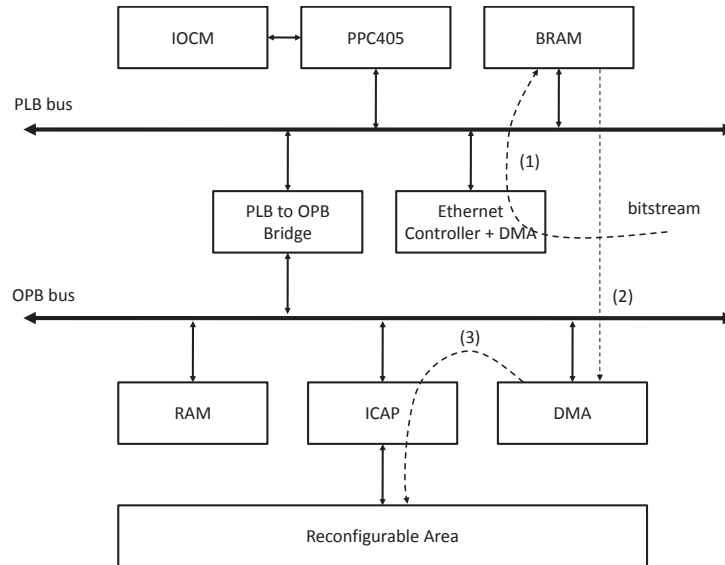 IOCM
PPC405
BRAM
PLB bus
(1)
PLB to OPB
Bridge
Ethernet
Controller + DMA
bitstream
OPB bus
(2)
(3)
RAM
ICAP
DMA
Reconfigurable Area